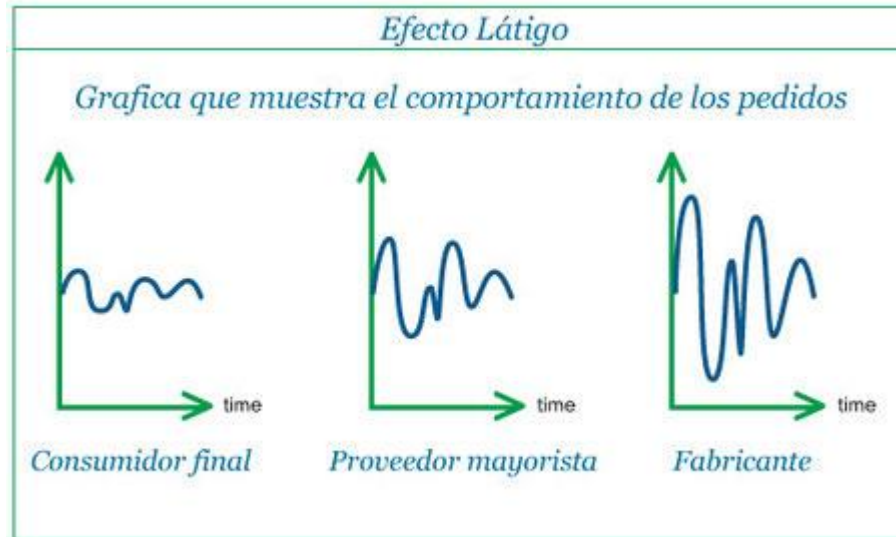 Efecto Látigo
Grafica que muestra el comportamiento de los pedidos
time
time
time
Consumidor final
Proveedor mayorista
Fabricante